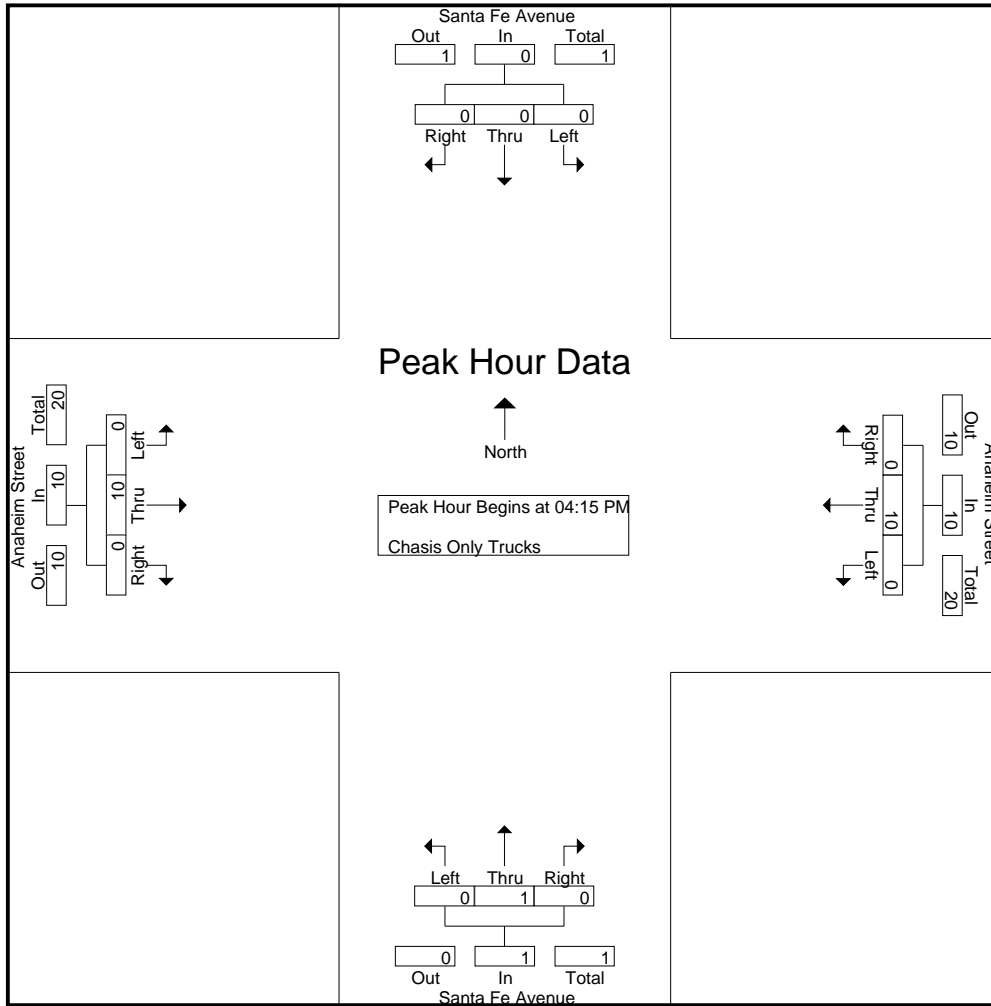 Santa Fe Avenue
Out In Total
1 0 1
0 0 0
Right Thru Left
Peak Hour Data
North
Peak Hour Begins at 04:15 PM
Chasis Only Trucks
Anaheim Street
Total In Out
20 10 10
0 10 0
Left Thru Right
Anaheim Street
Out In Total
10 10 20
0 10 0
Right Thru Left
Left Thru Right
0 1 0
0 1 1
Out In Total
Santa Fe Avenue